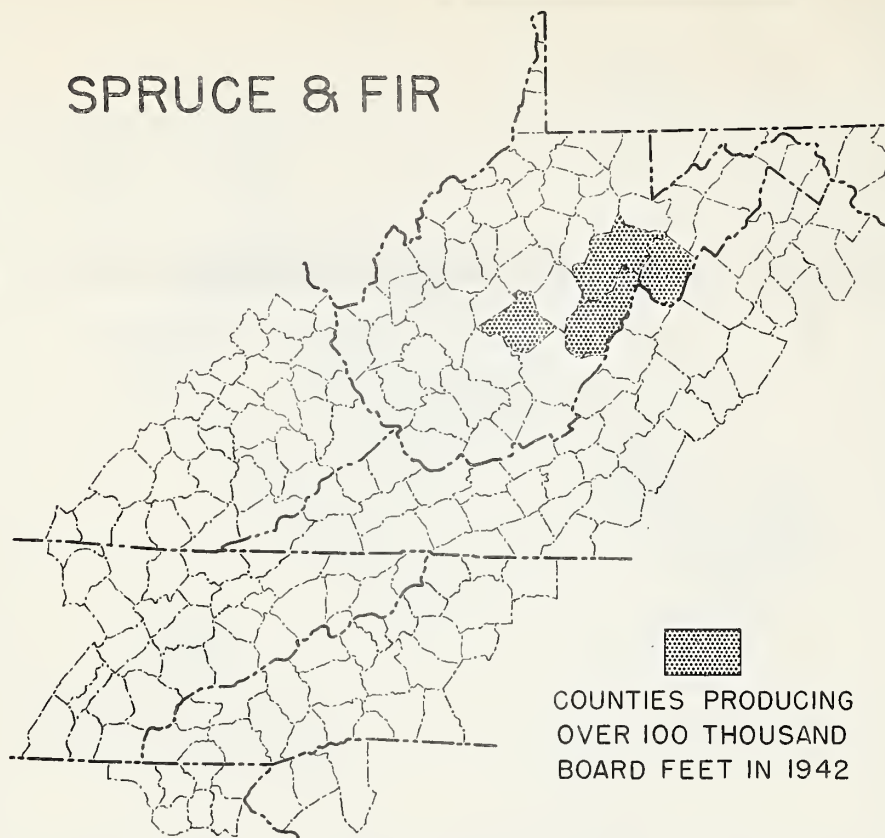 SPRUCE & FIR
COUNTIES PRODUCING
OVER 100 THOUSAND
BOARD FEET IN 1942